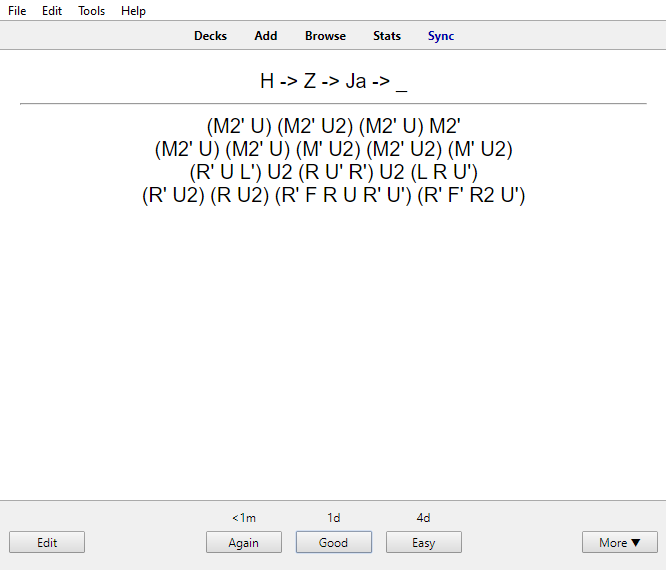 File Edit Tools Help
Decks Add Browse Stats Sync
H -> Z -> Ja -> _
(M2' U) (M2' U2) (M2' U) M2'
(M2' U) (M2' U) (M' U2) (M2' U2) (M' U2)
(R' U L') U2 (R U' R') U2 (L R U')
(R' U2) (R U2) (R' F R U R' U') (R' F' R2 U')
<1m 1d 4d
Edit Again Good Easy More ▼